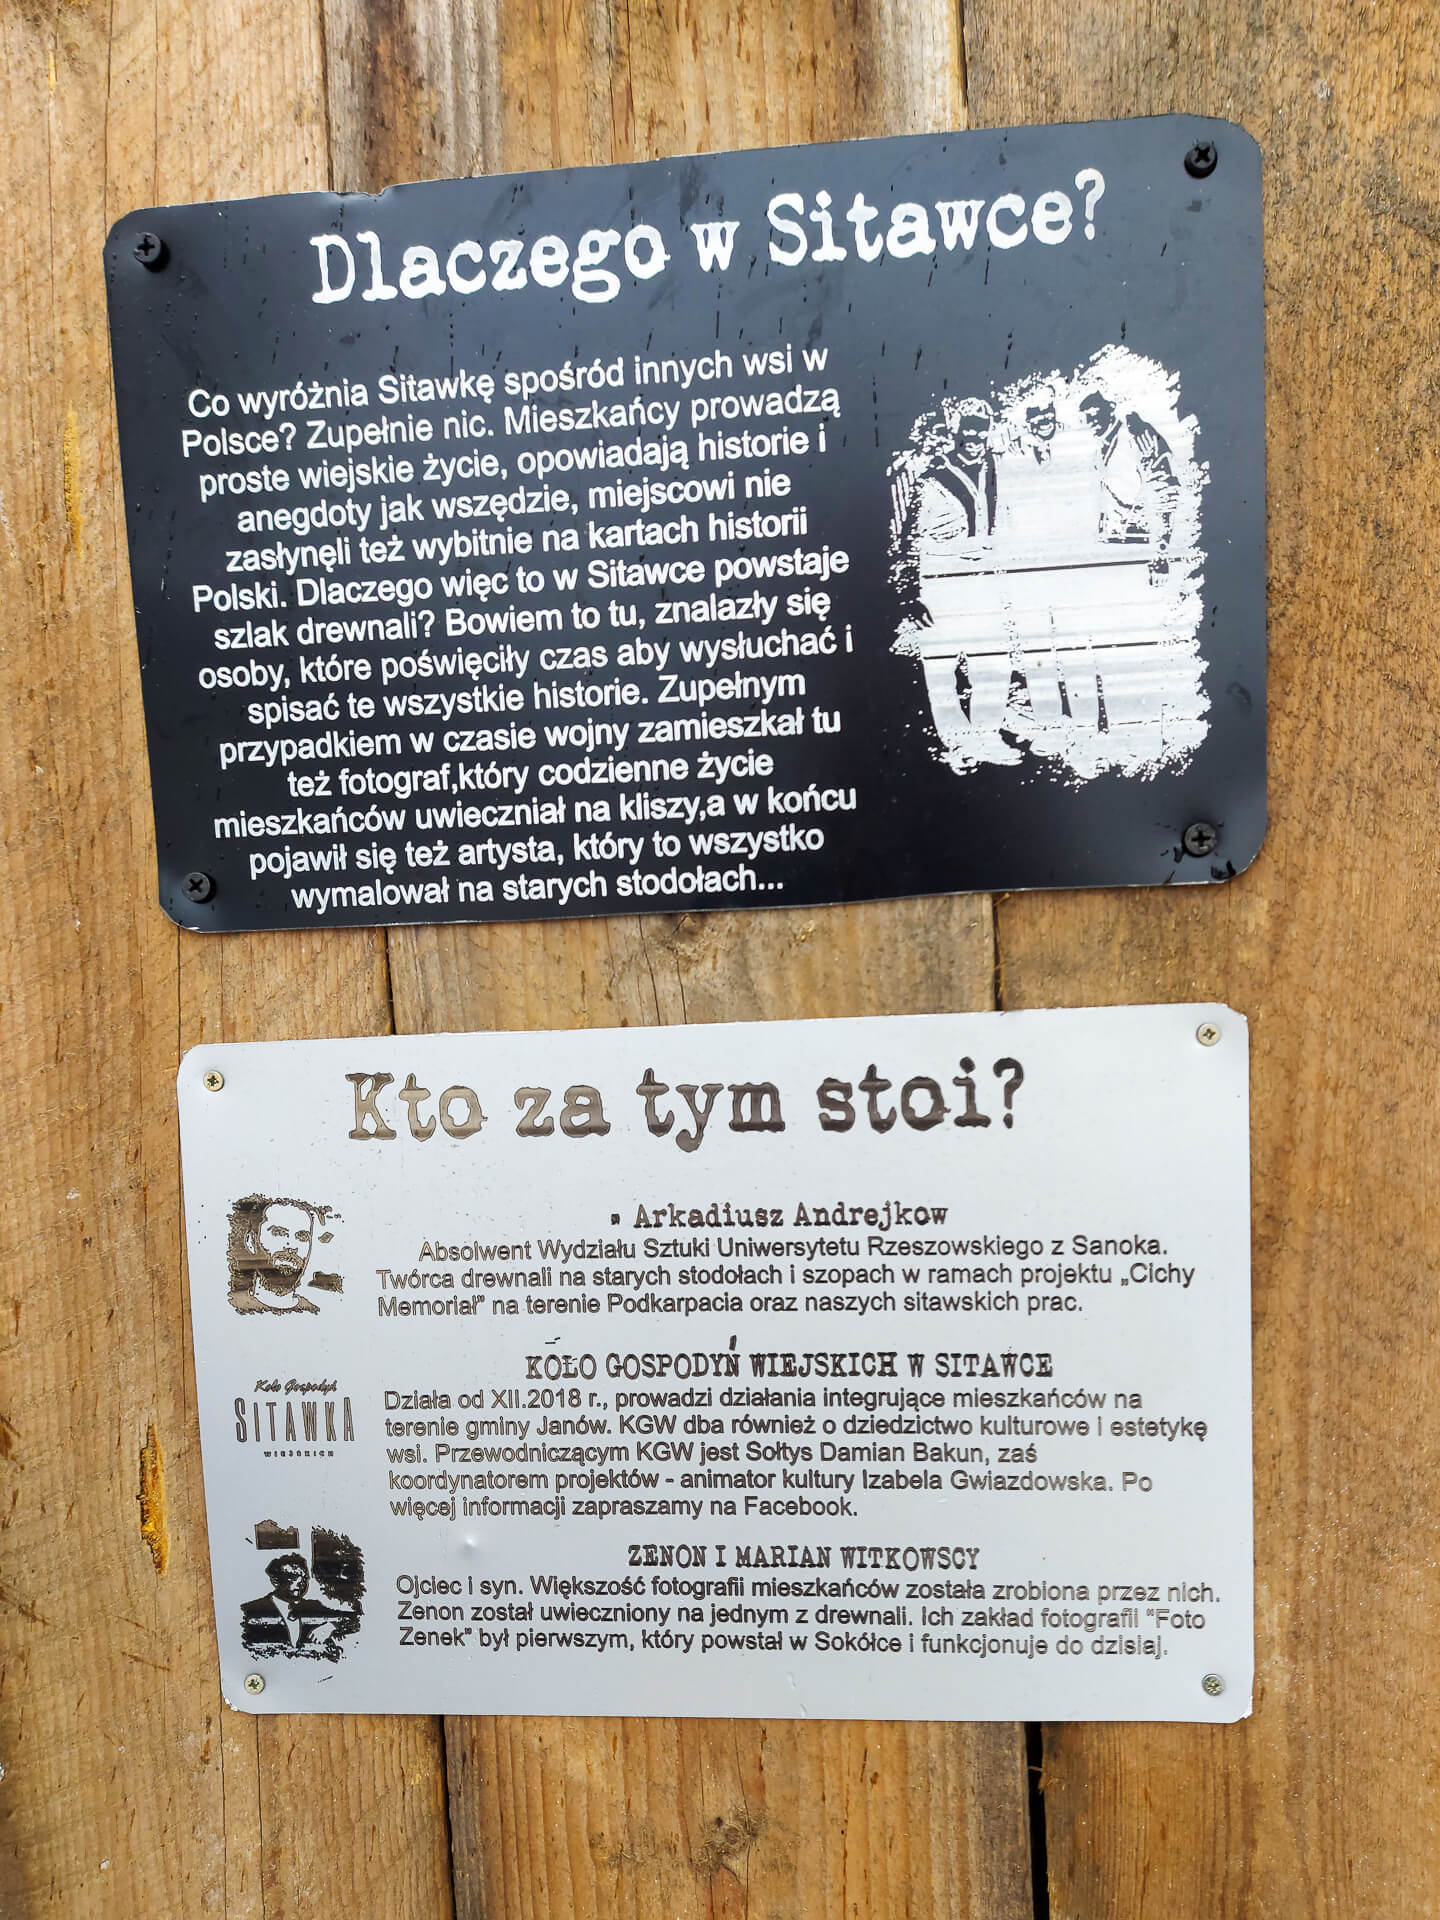 Dlaczego w Sitawce?
Co wyróżnia Sitawkę spośród innych wsi w
Polsce? Zupełnie nic. Mieszkańcy prowadzą
proste wiejskie życie, opowiadają historie i
anegdoty jak wszędzie, miejscowi nie
zasłynęli też wybitnie na kartach historii
Polski. Dlaczego więc to w Sitawce powstaje
szlak drewnali? Bowiem to tu, znalazły się
osoby, które poświęciły czas aby wysłuchać i
spisać te wszystkie historie. Zupełnym
przypadkiem w czasie wojny zamieszkał tu
też fotograf,który codzienne życie
mieszkańców uwieczniał na kliszy,a w końcu
pojawił się też artysta, który to wszystko
wymalował na starych stodołach...
Kto za tym stoi?
Arkadiusz Andrejkow
Absolwent Wydziału Sztuki Uniwersytetu Rzeszowskiego z Sanoka.
Twórca drewnali na starych stodołach i szopach w ramach projektu „Cichy
Memoriał” na terenie Podkarpacia oraz naszych sitawskich prac.
KOŁO GOSPODYŃ WIEJSKICH W SITAWCE
Koło Gospodyń
SITAWKA
WIEJSKICH
Działa od XII.2018 r., prowadzi działania integrujące mieszkańców na
terenie gminy Janów. KGW dba również o dziedzictwo kulturowe i estetykę
wsi. Przewodniczącym KGW jest Sołtys Damian Bakun, zaś
koordynatorem projektów - animator kultury Izabela Gwiazdowska. Po
więcej informacji zapraszamy na Facebook.
ZENON I MARIAN WITKOWSCY
Ojciec i syn. Większość fotografii mieszkańców została zrobiona przez nich.
Zenon został uwieczniony na jednym z drewnali. Ich zakład fotografii "Foto
Zenek" był pierwszym, który powstał w Sokółce i funkcjonuje do dzisiaj.